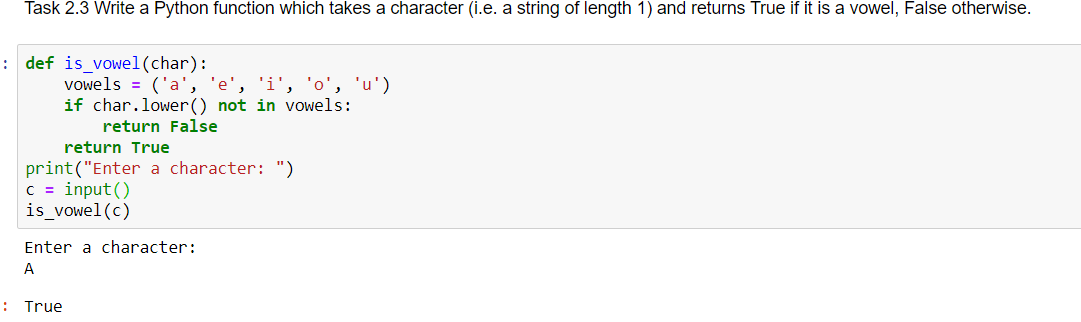 Task 2.3 Write a Python function which takes a character (i.e. a string of length 1) and returns True if it is a vowel, False otherwise.
: def is_vowel(char):
    vowels = ('a', 'e', 'i', 'o', 'u')
    if char.lower() not in vowels:
        return False
    return True
print("Enter a character: ")
c = input()
is_vowel(c)
Enter a character:
A
: True